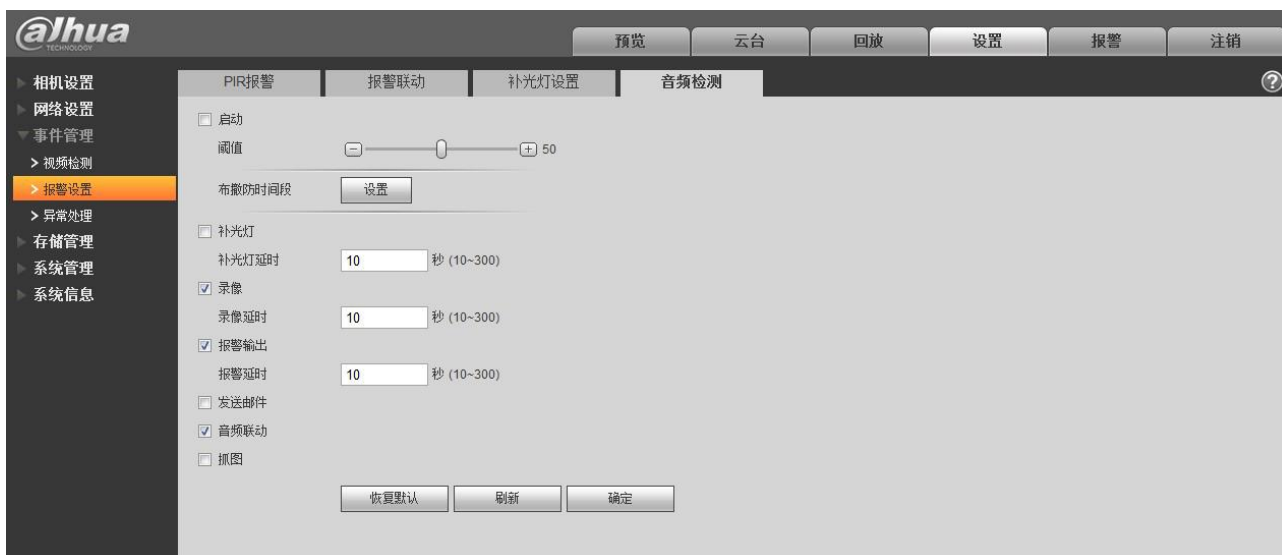 alhua
TECHNOLOGY
预览 云台 回放 设置 报警 注销
相机设置
网络设置
事件管理
> 视频检测
> 报警设置
> 异常处理
存储管理
系统管理
系统信息
PIR报警 报警联动 补光灯设置 音频检测
?
启动
阈值 50
布撤防时间段 设置
补光灯
补光灯延时 10 秒 (10~300)
录像
录像延时 10 秒 (10~300)
报警输出
报警延时 10 秒 (10~300)
发送邮件
音频联动
抓图
恢复默认 刷新 确定